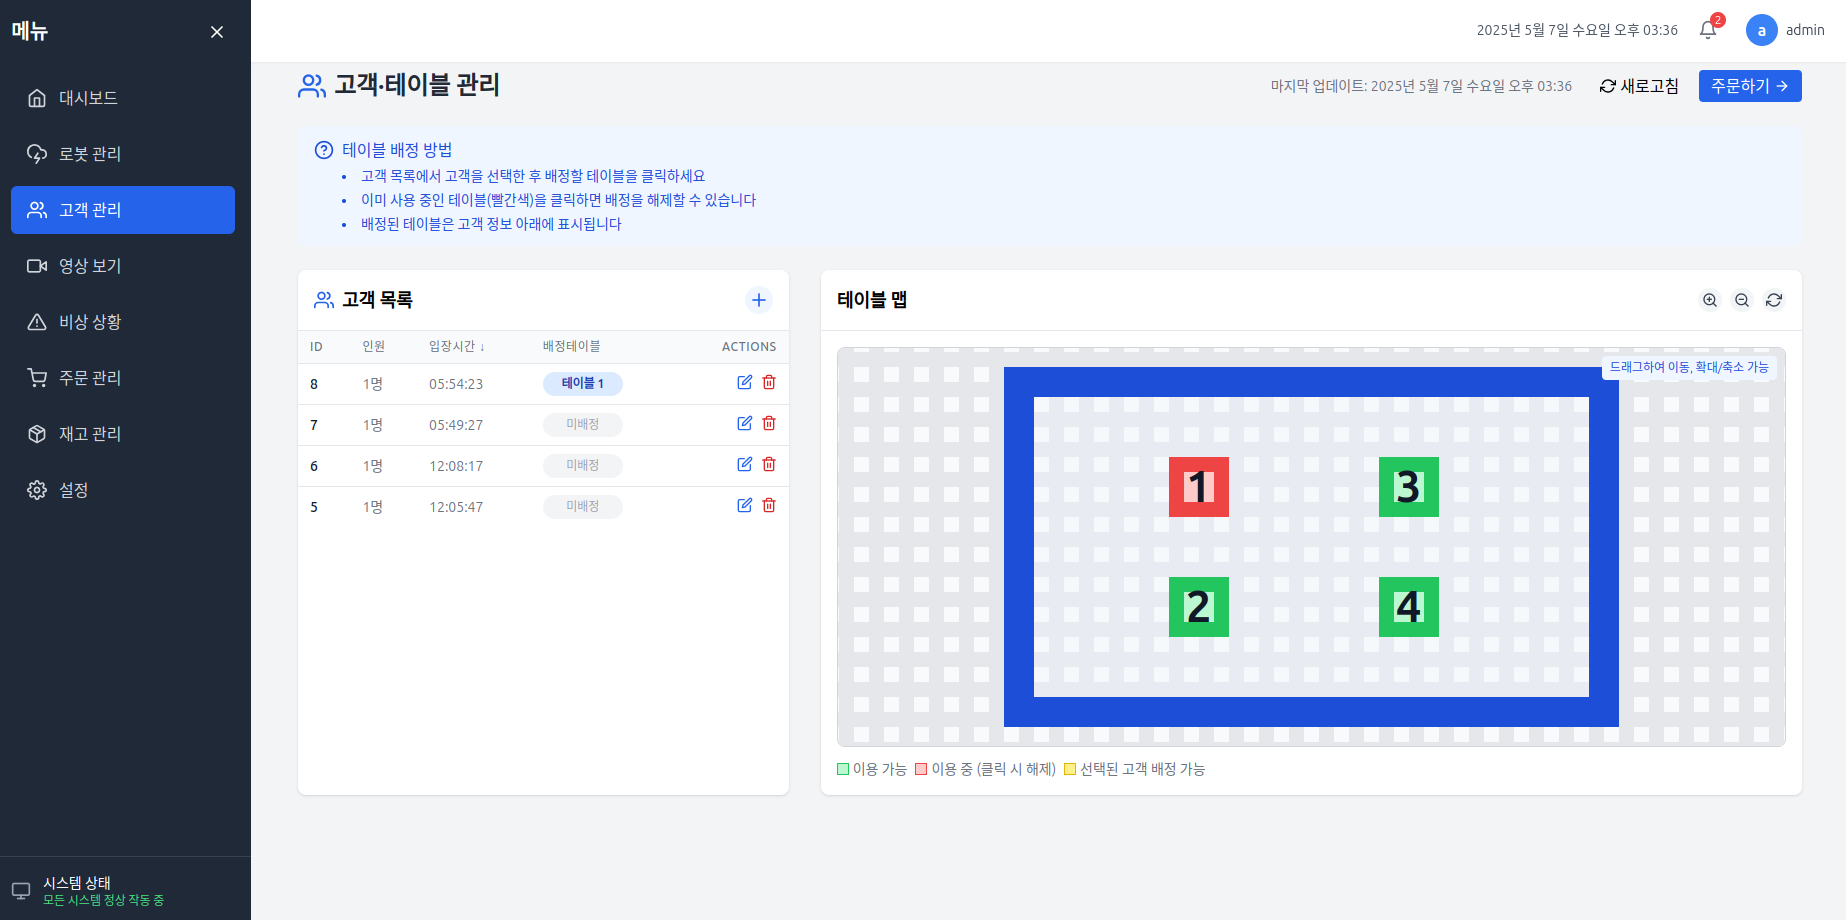 메뉴
대시보드
로봇 관리
고객 관리
영상 보기
비상 상황
주문 관리
재고 관리
설정
시스템 상태
모든 시스템 정상 작동 중
2025년 5월 7일 수요일 오후 03:36
2
a
admin
고객·테이블 관리
마지막 업데이트: 2025년 5월 7일 수요일 오후 03:36
새로고침
주문하기
테이블 배정 방법
• 고객 목록에서 고객을 선택한 후 배정할 테이블을 클릭하세요
• 이미 사용 중인 테이블(빨간색)을 클릭하면 배정을 해제할 수 있습니다
• 배정된 테이블은 고객 정보 아래에 표시됩니다
고객 목록
ID 인원 입장시간 ↓ 배정테이블 ACTIONS
8 1명 05:54:23 테이블 1
7 1명 05:49:27 미배정
6 1명 12:08:17 미배정
5 1명 12:05:47 미배정
테이블 맵
드래그하여 이동, 확대/축소 가능
1 3
2 4
이용 가능 이용 중 (클릭 시 해제) 선택된 고객 배정 가능